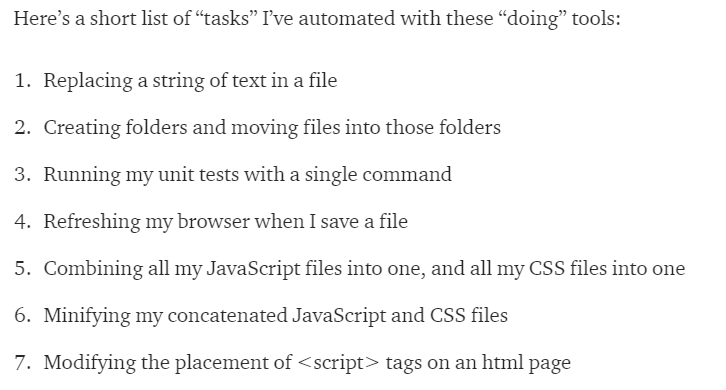 Here’s a short list of “tasks” I’ve automated with these “doing” tools:
1. Replacing a string of text in a file
2. Creating folders and moving files into those folders
3. Running my unit tests with a single command
4. Refreshing my browser when I save a file
5. Combining all my JavaScript files into one, and all my CSS files into one
6. Minifying my concatenated JavaScript and CSS files
7. Modifying the placement of <script> tags on an html page